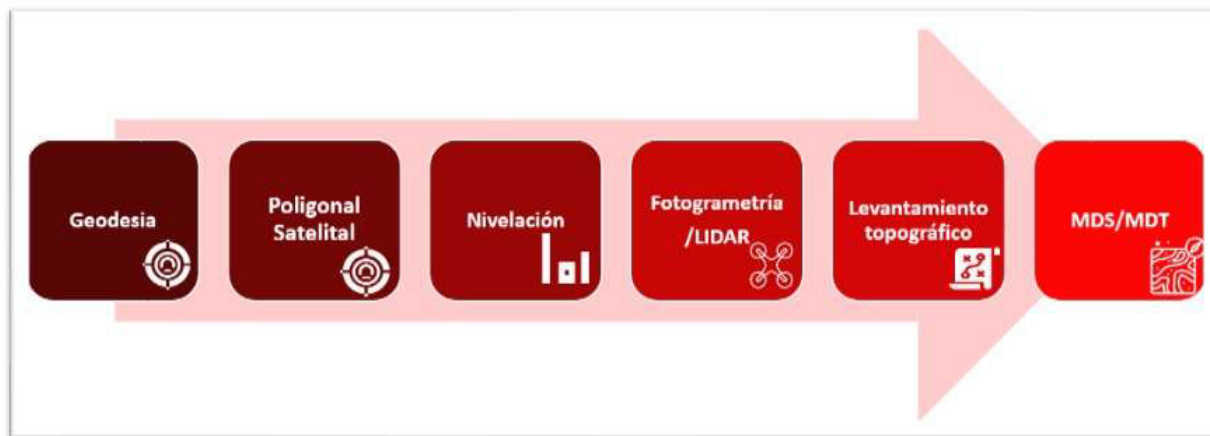 Geodesia
Poligonal
Satelital
Nivelación
Fotogrametría
/LIDAR
Levantamiento
topográfico
MDS/MDT